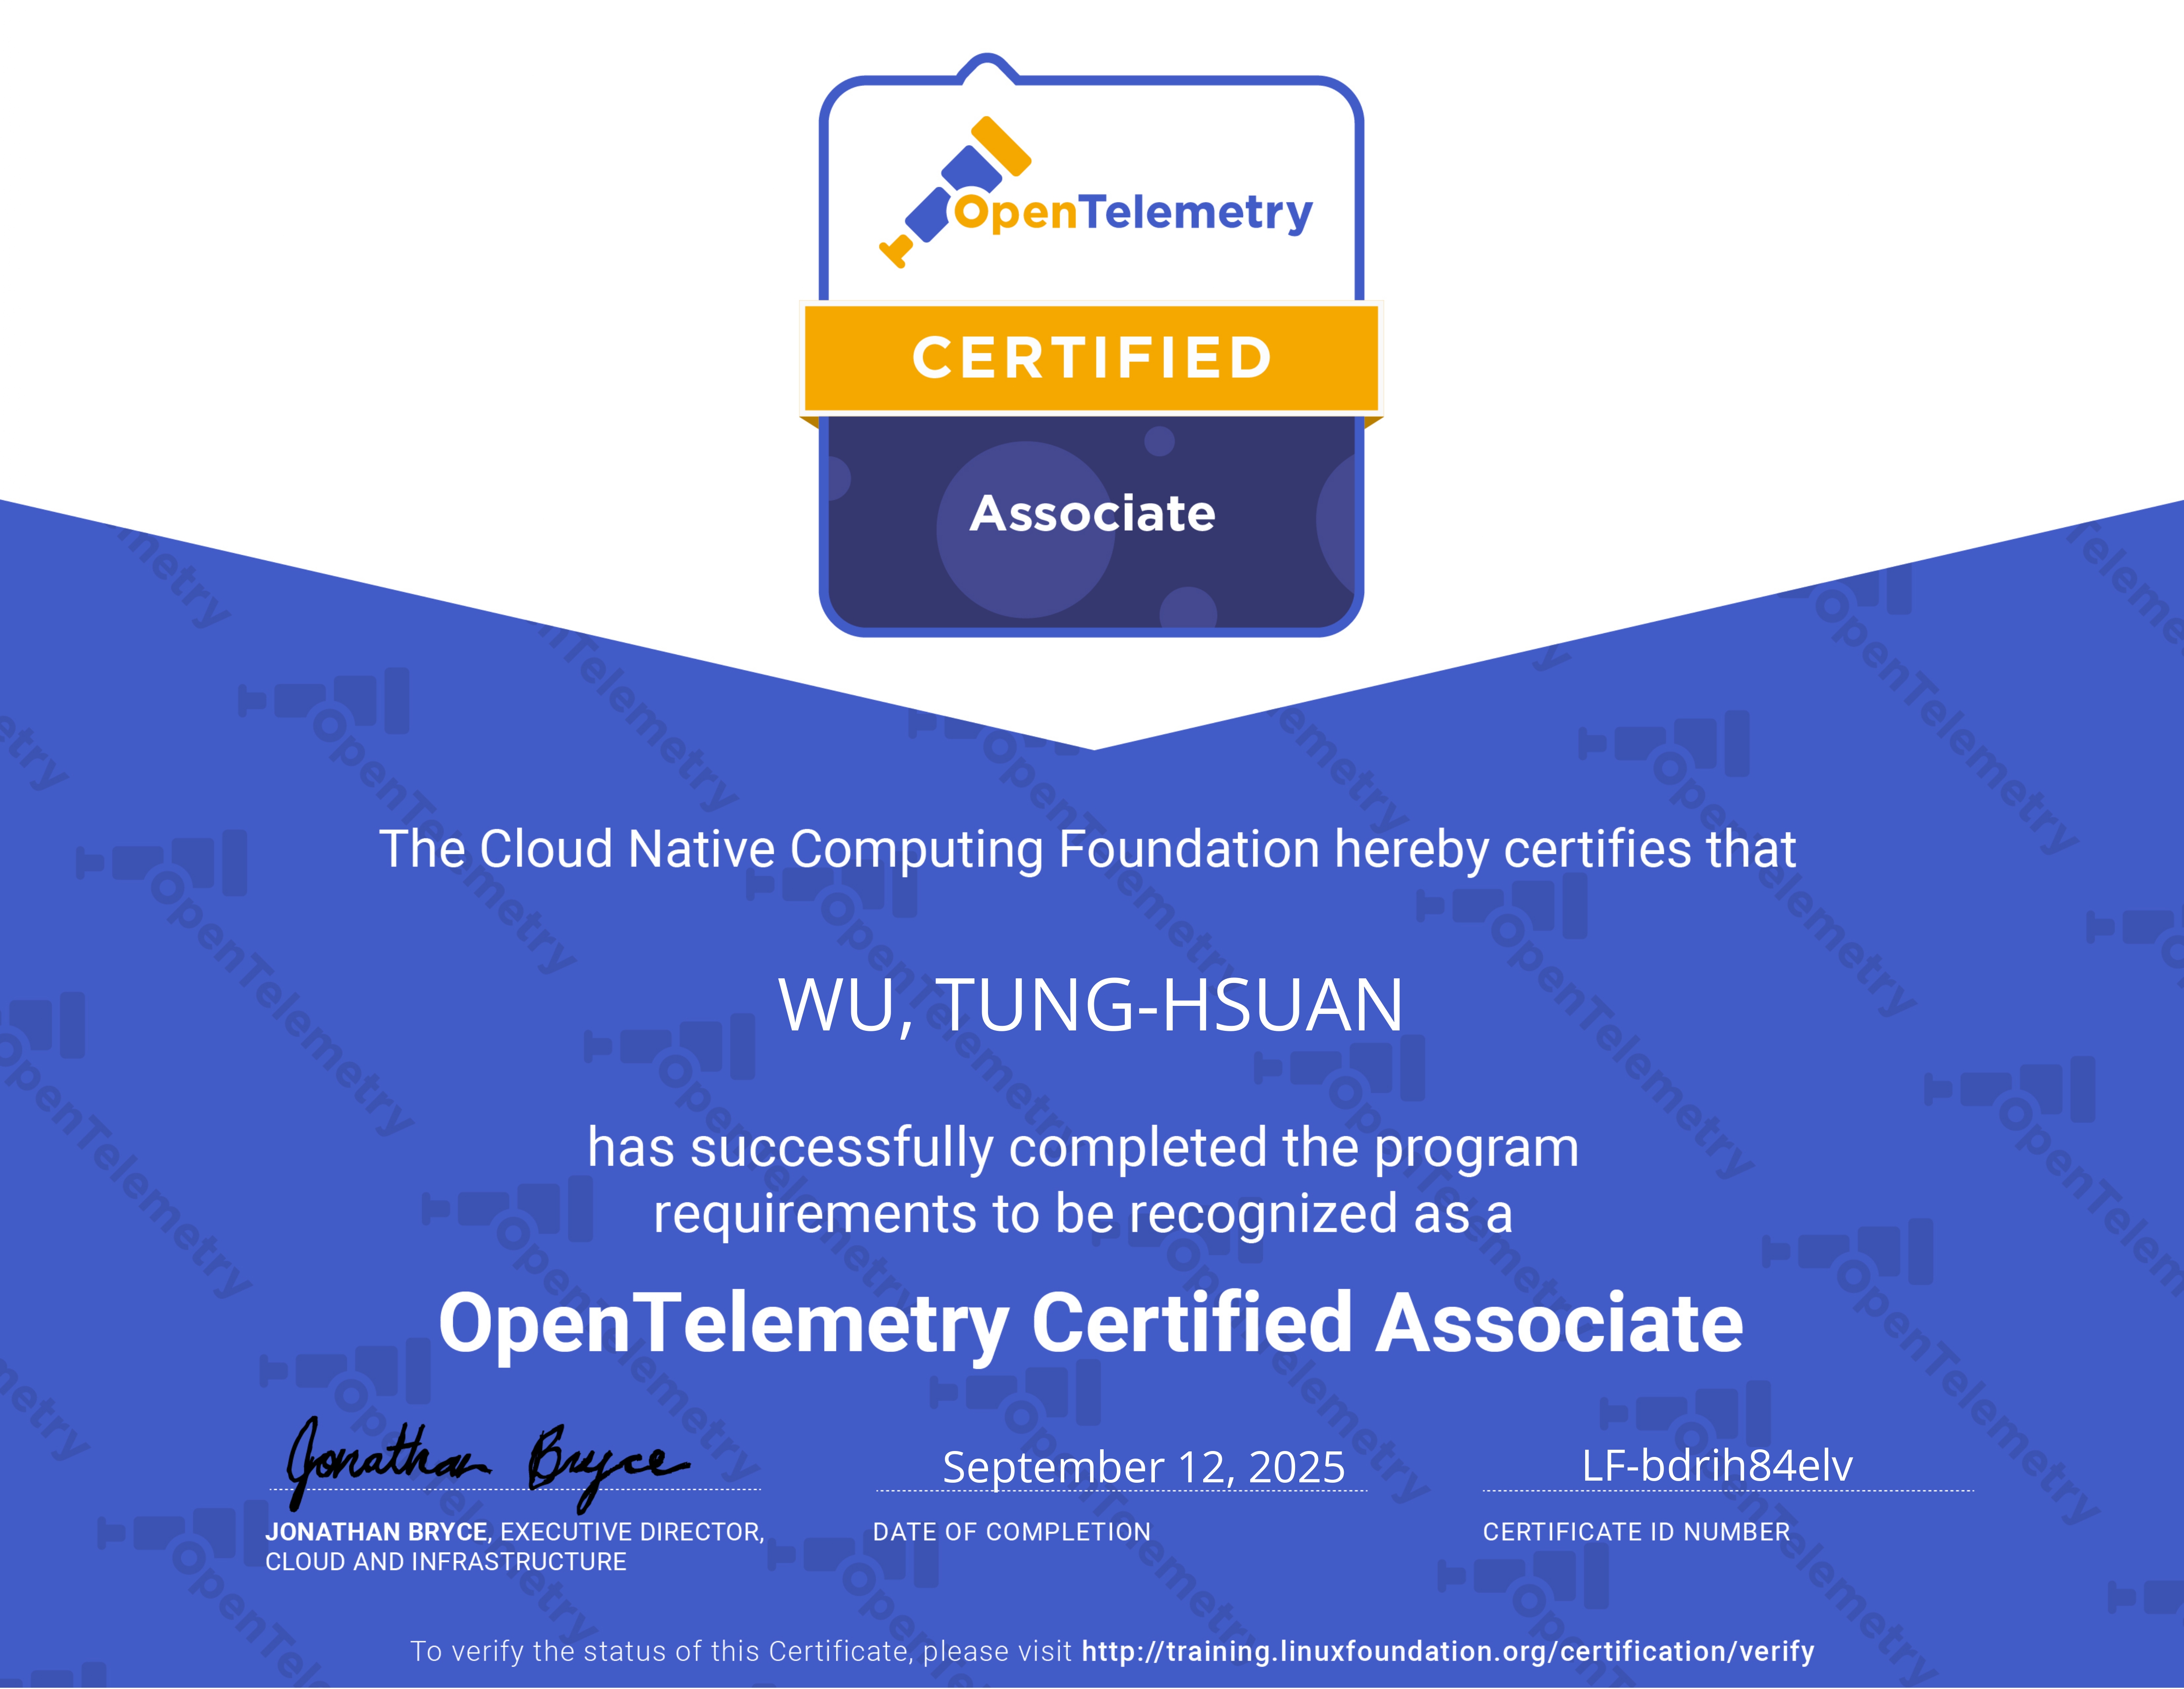 OpenTelemetry
CERTIFIED
Associate
The Cloud Native Computing Foundation hereby certifies that
WU, TUNG-HSUAN
has successfully completed the program
requirements to be recognized as a
OpenTelemetry Certified Associate
Jonathan Bryce
September 12, 2025
LF-bdrih84elv
JONATHAN BRYCE, EXECUTIVE DIRECTOR,
CLOUD AND INFRASTRUCTURE
DATE OF COMPLETION
CERTIFICATE ID NUMBER
To verify the status of this Certificate, please visit http://training.linuxfoundation.org/certification/verify